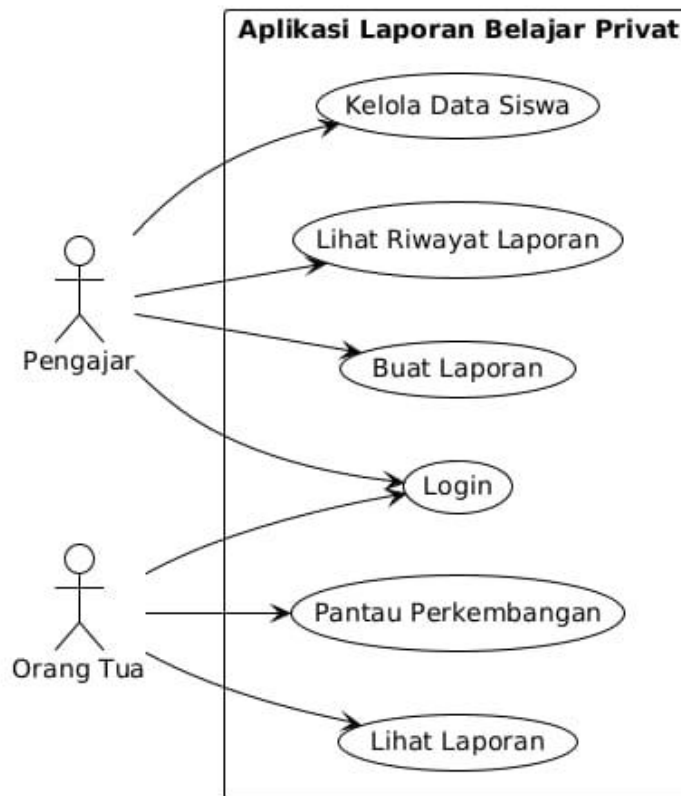 Aplikasi Laporan Belajar Privat
Kelola Data Siswa
Lihat Riwayat Laporan
Pengajar
Buat Laporan
Login
Pantau Perkembangan
Orang Tua
Lihat Laporan